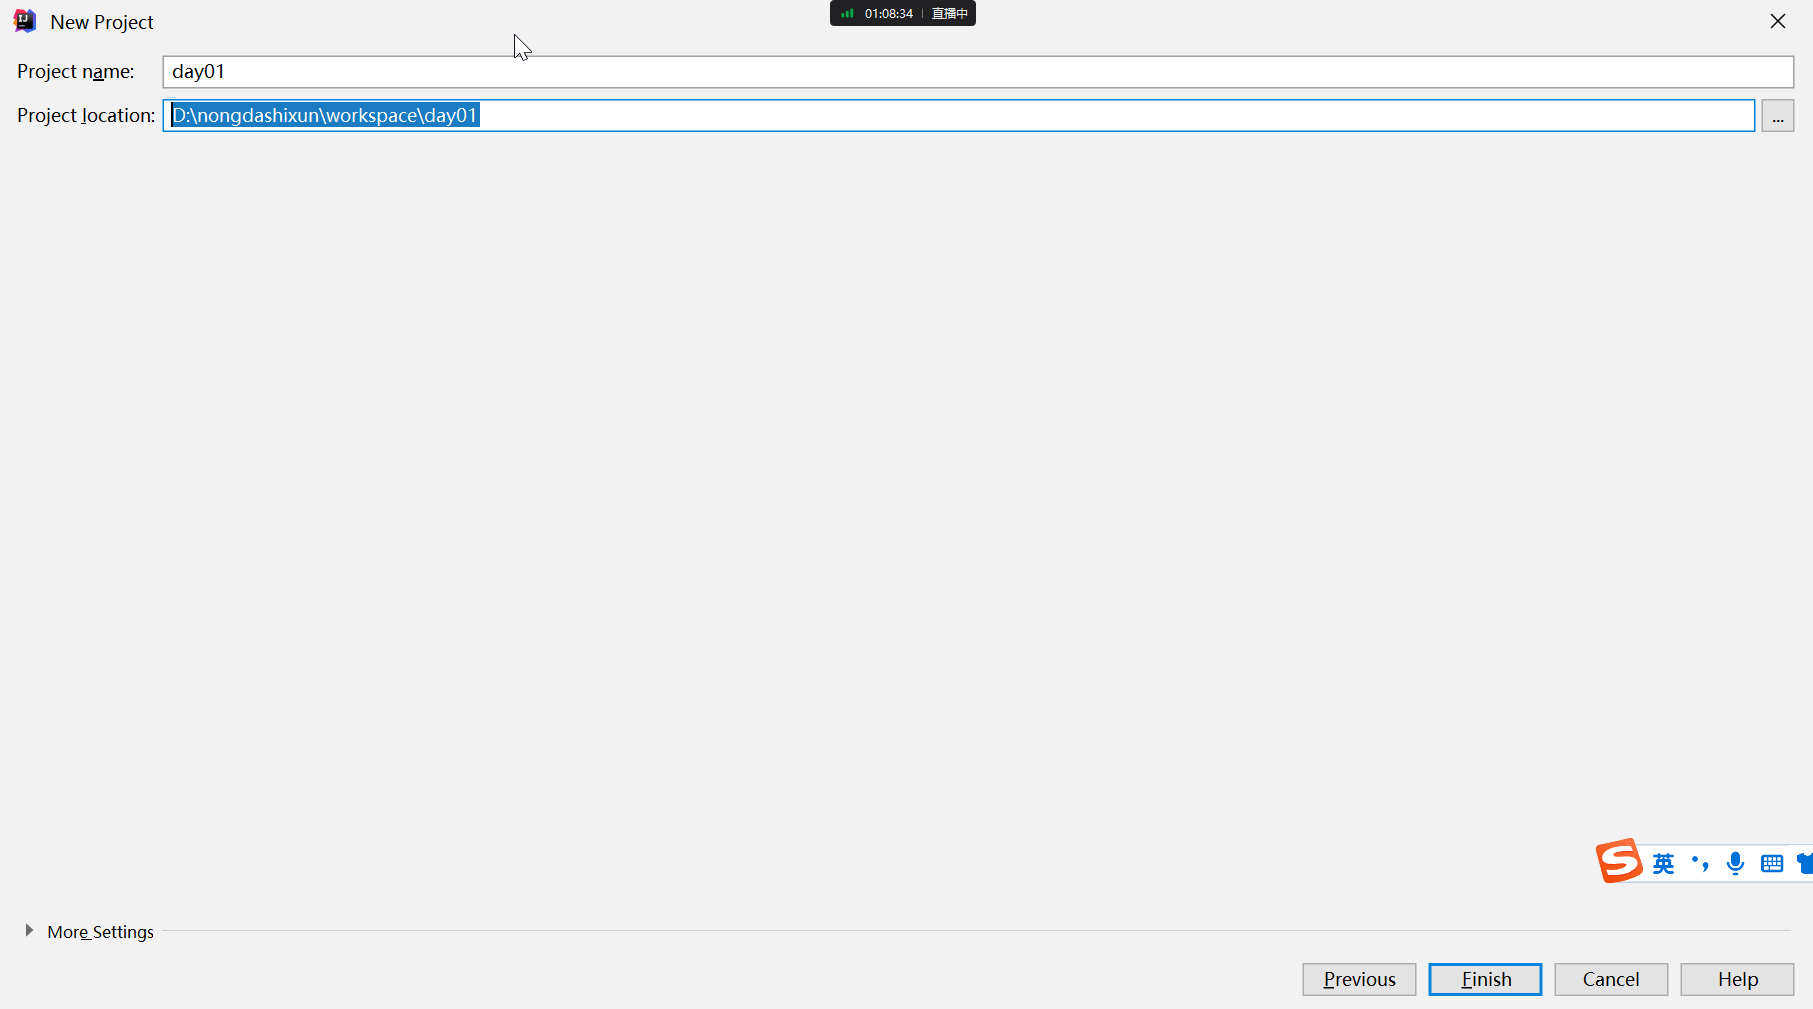 New Project
01:08:34 | 直播中
Project name: day01
Project location: D:\nongdashixun\workspace\day01 ...
英
More Settings
Previous Finish Cancel Help